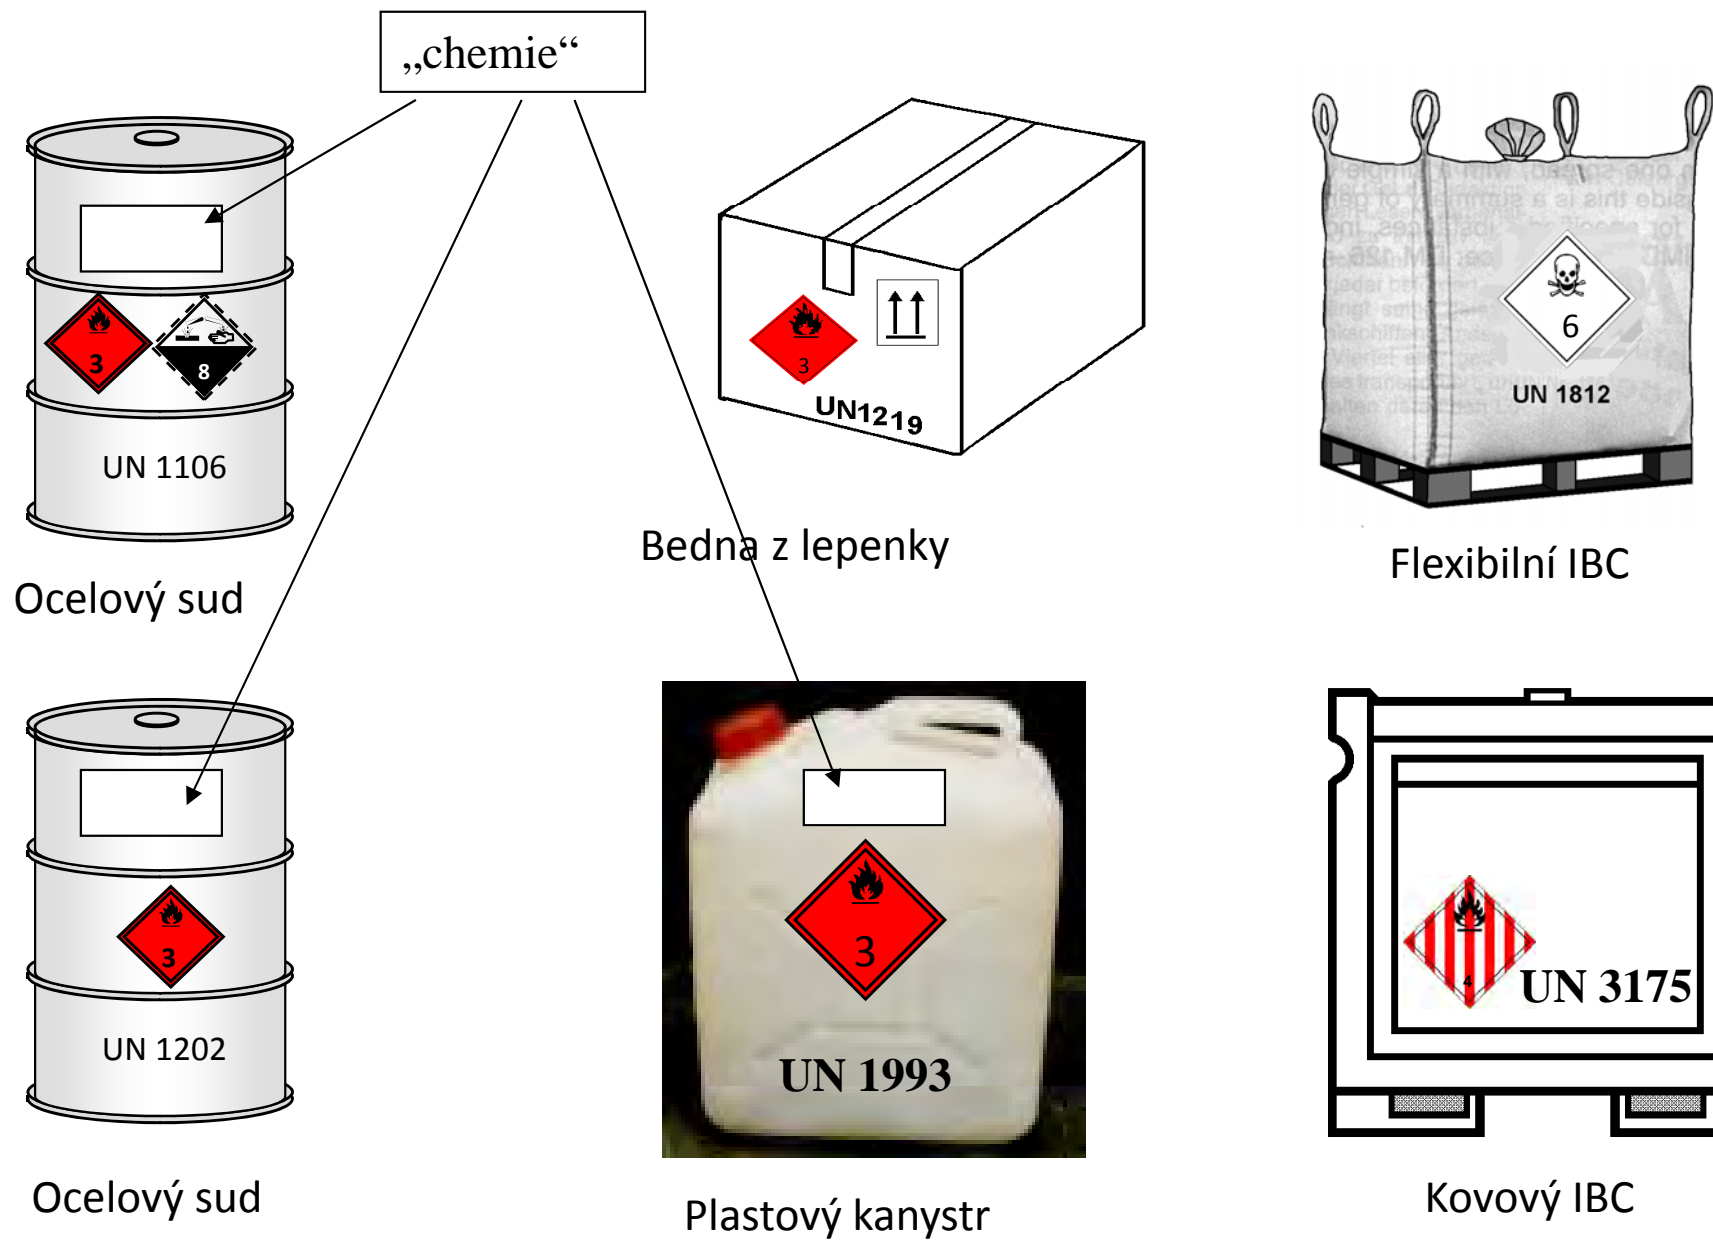 „chemie“
3
8
UN 1106
Ocelový sud
3
UN1219
Bedna z lepenky
6
UN 1812
Flexibilní IBC
3
UN 1202
Ocelový sud
3
UN 1993
Plastový kanystr
4
UN 3175
Kovový IBC